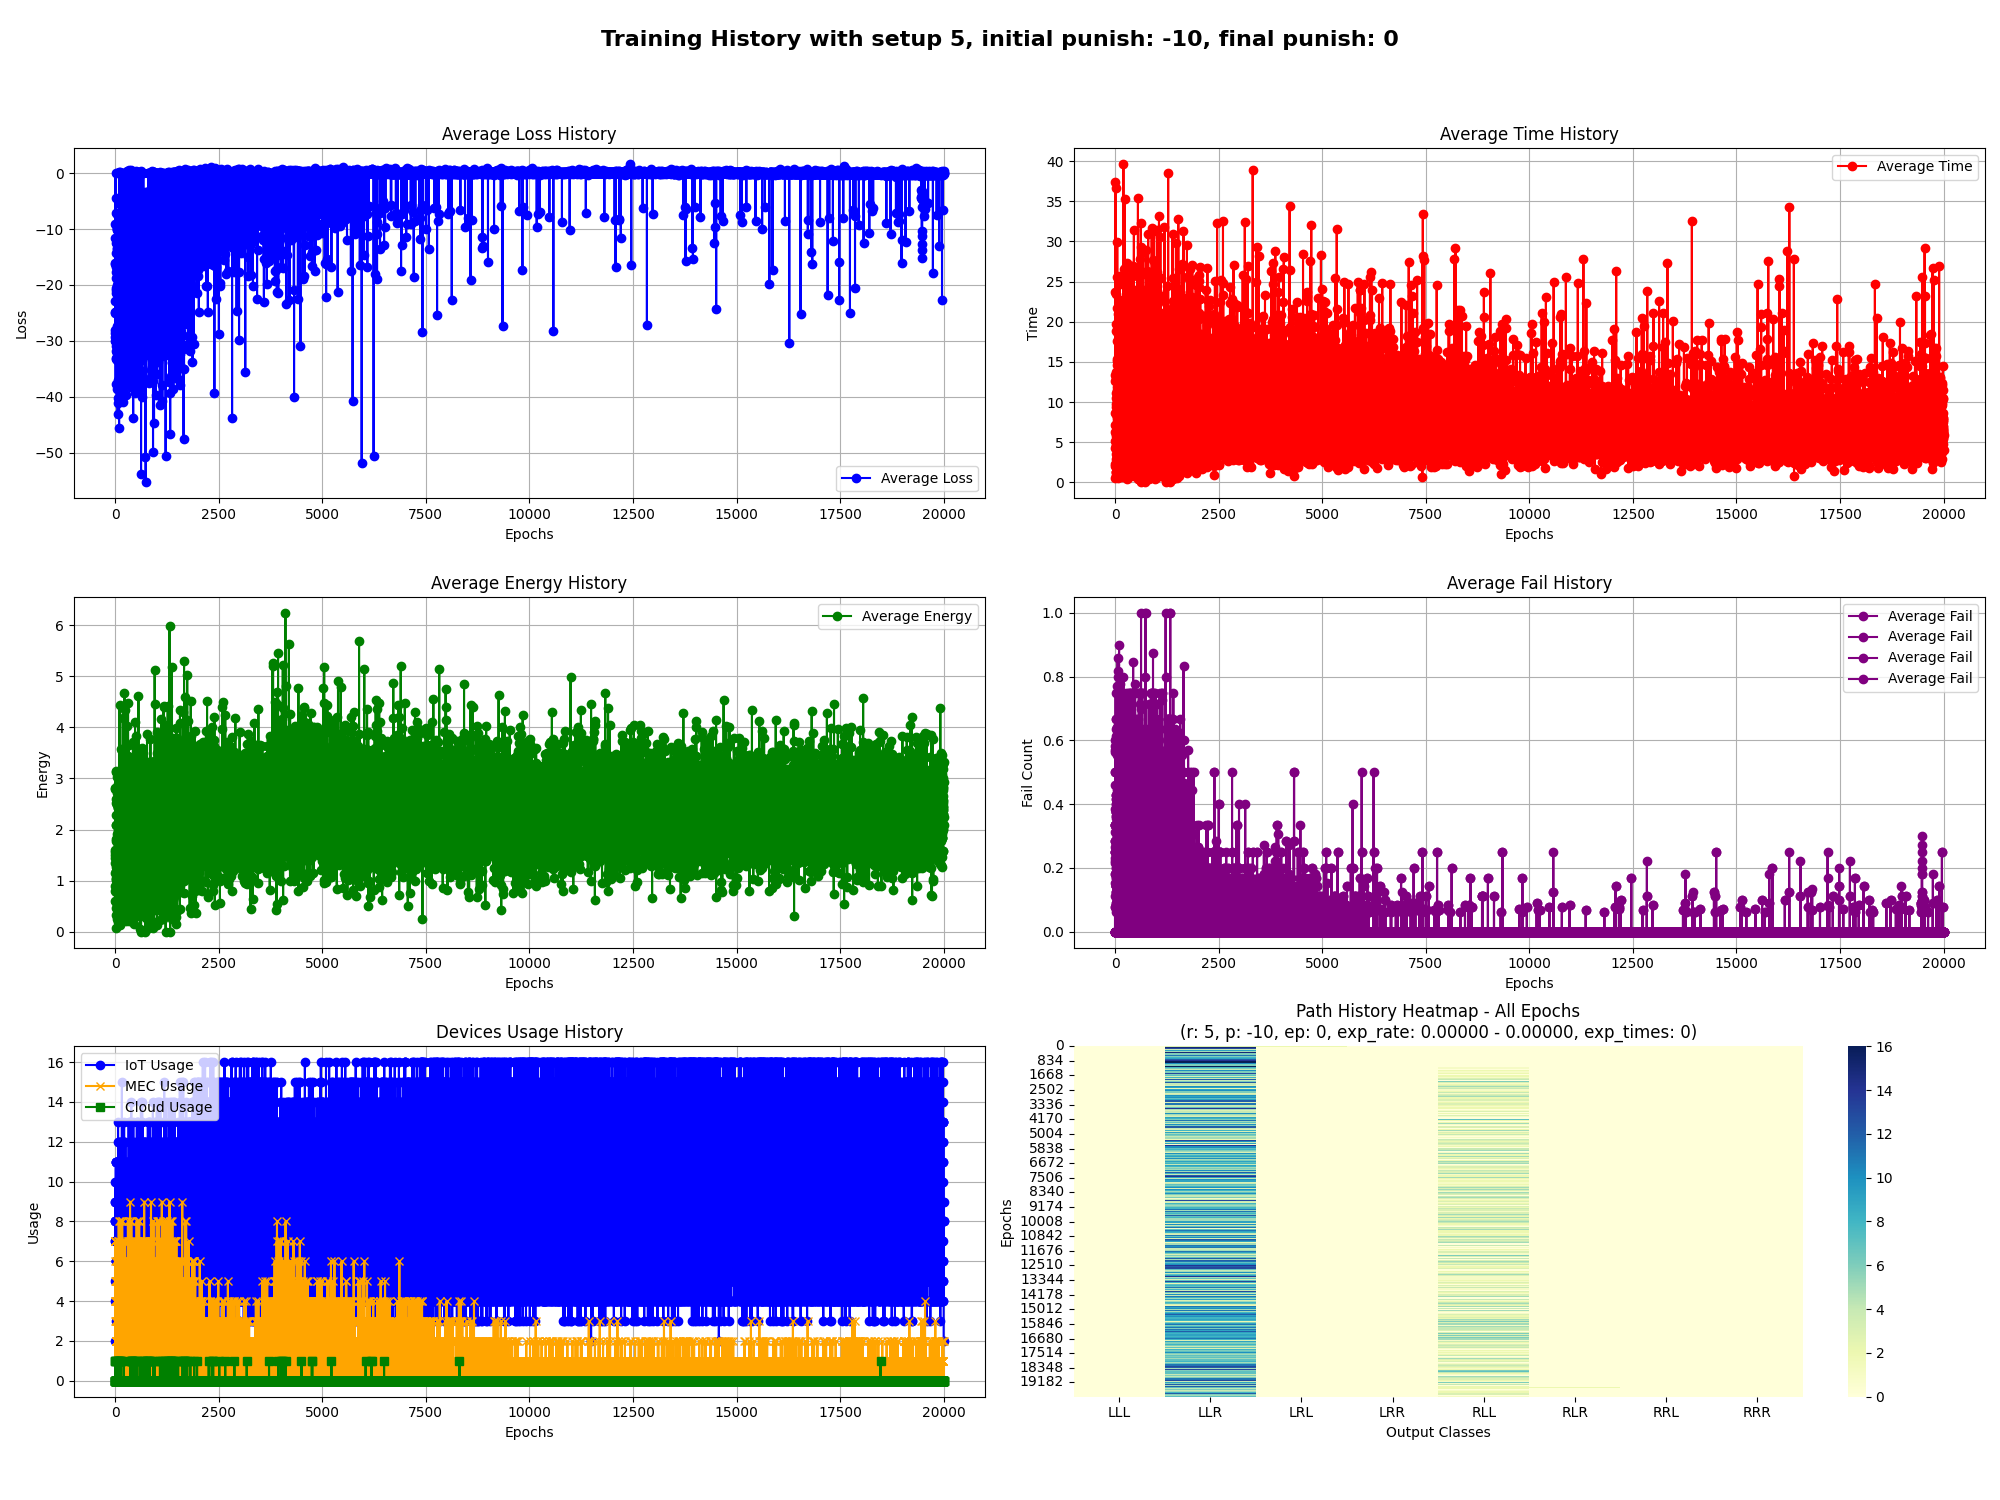 Training History with setup 5, initial punish: -10, final punish: 0
Average Loss History
Loss
0
−10
−20
−30
−40
−50
Average Loss
0 2500 5000 7500 10000 12500 15000 17500 20000
Epochs
Average Time History
Time
40
35
30
25
20
15
10
5
0
Average Time
0 2500 5000 7500 10000 12500 15000 17500 20000
Epochs
Average Energy History
Energy
6
5
4
3
2
1
0
Average Energy
0 2500 5000 7500 10000 12500 15000 17500 20000
Epochs
Average Fail History
Fail Count
1.0
0.8
0.6
0.4
0.2
0.0
Average Fail
Average Fail
Average Fail
Average Fail
0 2500 5000 7500 10000 12500 15000 17500 20000
Epochs
Devices Usage History
Usage
16
14
12
10
8
6
4
2
0
IoT Usage
MEC Usage
Cloud Usage
0 2500 5000 7500 10000 12500 15000 17500 20000
Epochs
Path History Heatmap - All Epochs
(r: 5, p: -10, ep: 0, exp_rate: 0.00000 - 0.00000, exp_times: 0)
Epochs
0
834
1668
2502
3336
4170
5004
5838
6672
7506
8340
9174
10008
10842
11676
12510
13344
14178
15012
15846
16680
17514
18348
19182
LLL LLR LRL LRR RLL RLR RRL RRR
Output Classes
16
14
12
10
8
6
4
2
0